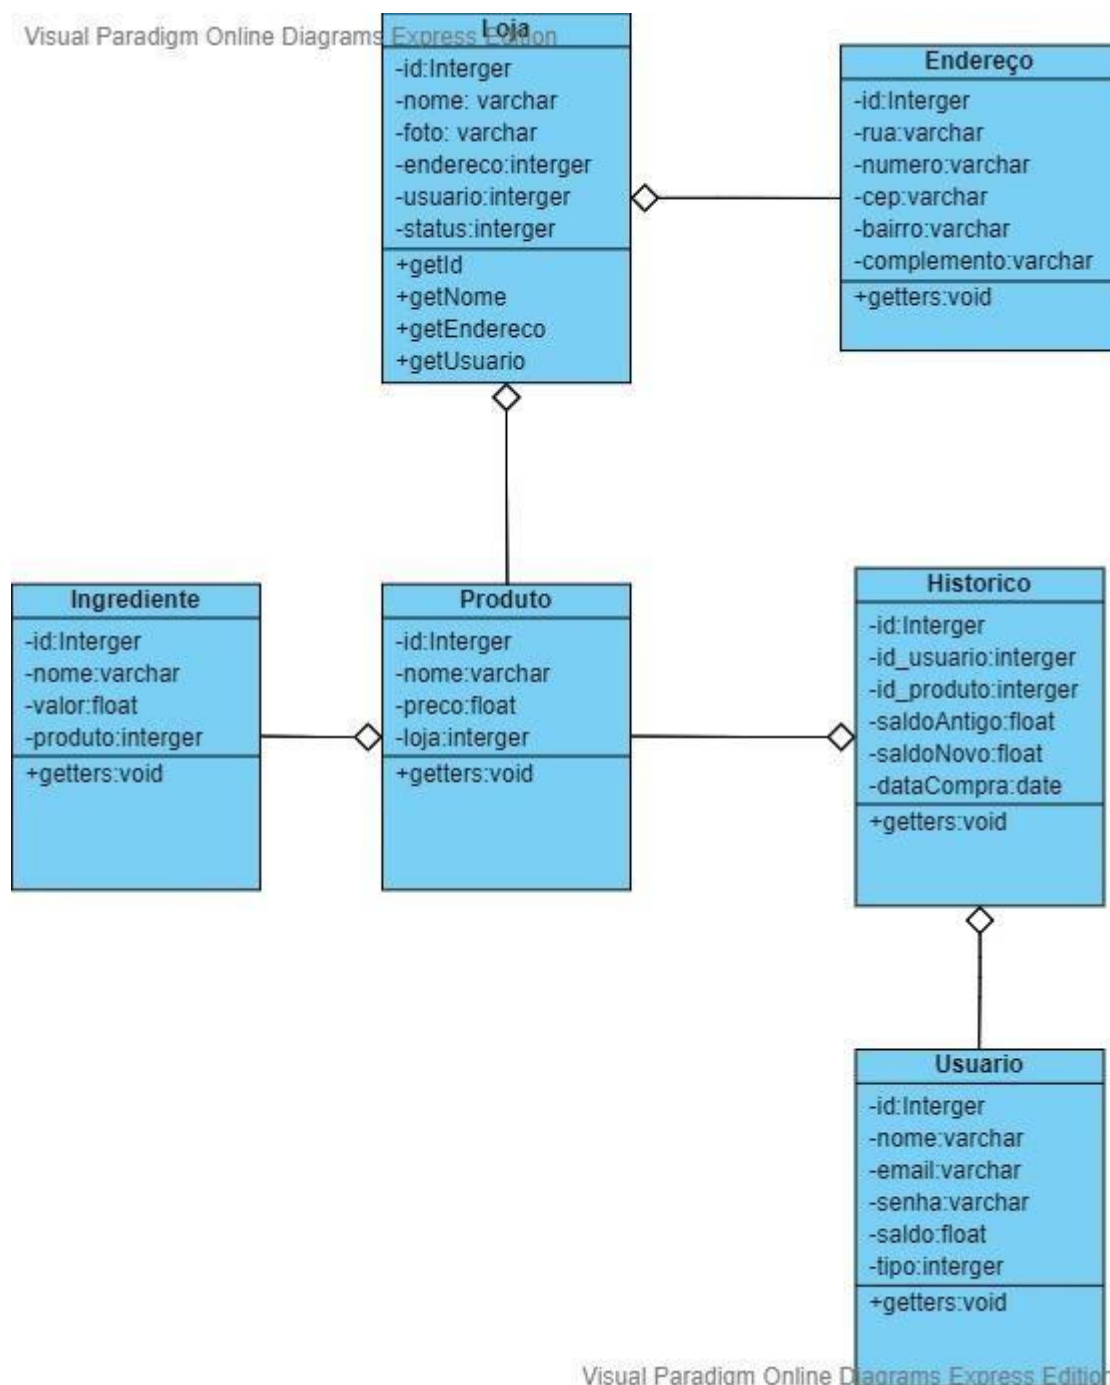 Visual Paradigm Online Diagrams Express Edition
Loja
-id:Interger
-nome: varchar
-foto: varchar
-endereco:interger
-usuario:interger
-status:interger
+getId
+getNome
+getEndereco
+getUsuario
Endereço
-id:Interger
-rua:varchar
-numero:varchar
-cep:varchar
-bairro:varchar
-complemento:varchar
+getters:void
Ingrediente
-id:Interger
-nome:varchar
-valor:float
-produto:interger
+getters:void
Produto
-id:Interger
-nome:varchar
-preco:float
-loja:interger
+getters:void
Historico
-id:Interger
-id_usuario:interger
-id_produto:interger
-saldoAntigo:float
-saldoNovo:float
-dataCompra:date
+getters:void
Usuario
-id:Interger
-nome:varchar
-email:varchar
-senha:varchar
-saldo:float
-tipo:interger
+getters:void
Visual Paradigm Online Diagrams Express Edition